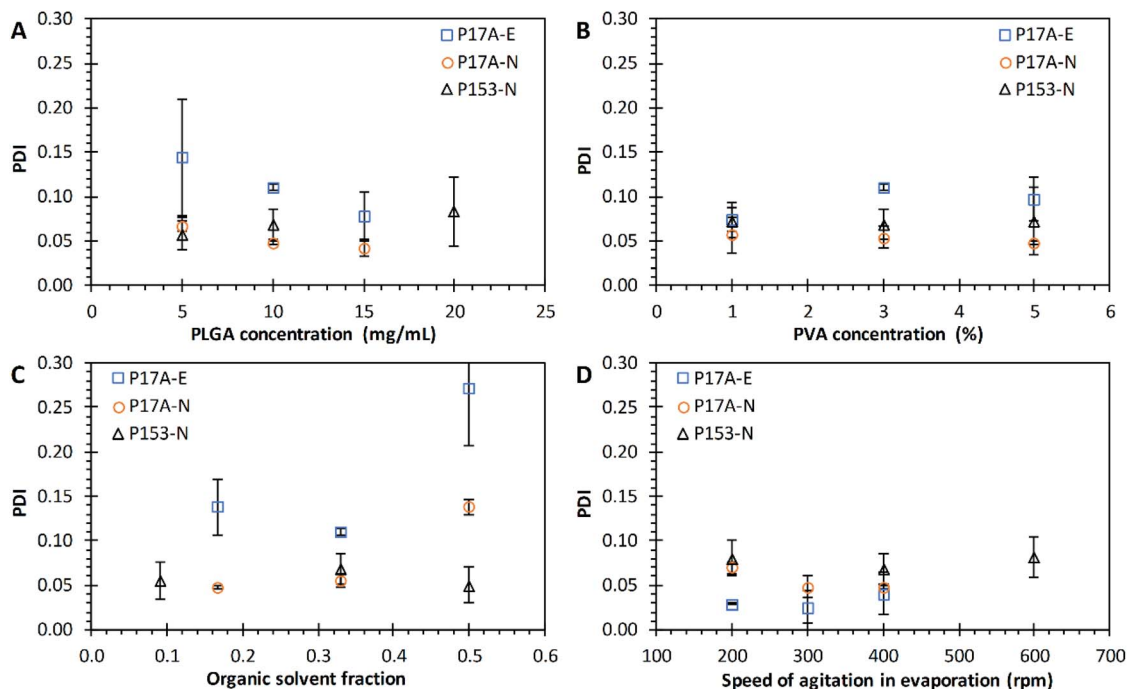 A
0.30
0.25
0.20
0.15
0.10
0.05
0.00
PDI
P17A-E
P17A-N
P153-N
0 5 10 15 20 25
PLGA concentration (mg/mL)
B
0.30
0.25
0.20
0.15
0.10
0.05
0.00
PDI
P17A-E
P17A-N
P153-N
0 1 2 3 4 5 6
PVA concentration (%)
C
0.30
0.25
0.20
0.15
0.10
0.05
0.00
PDI
P17A-E
P17A-N
P153-N
0.0 0.1 0.2 0.3 0.4 0.5 0.6
Organic solvent fraction
D
0.30
0.25
0.20
0.15
0.10
0.05
0.00
PDI
P17A-E
P17A-N
P153-N
100 200 300 400 500 600 700
Speed of agitation in evaporation (rpm)